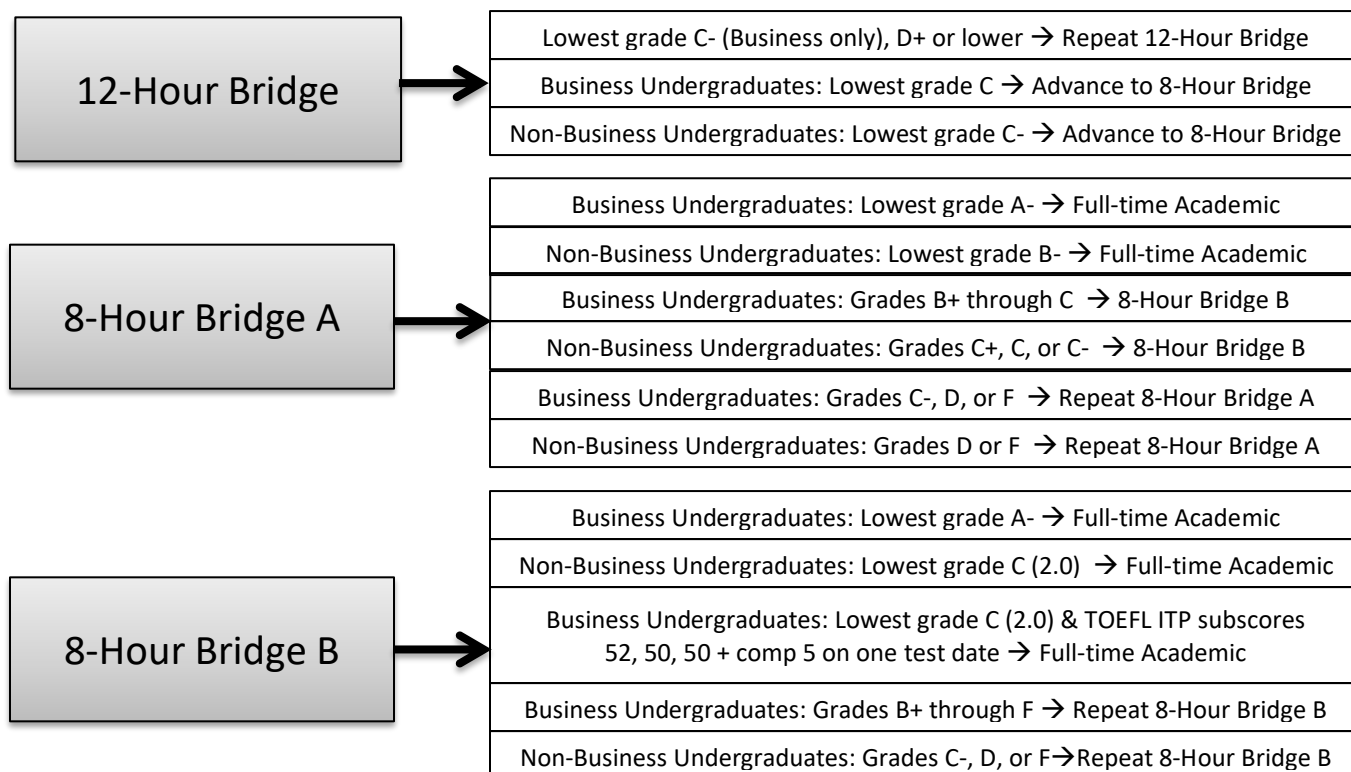 12-Hour Bridge
Lowest grade C- (Business only), D+ or lower → Repeat 12-Hour Bridge
Business Undergraduates: Lowest grade C → Advance to 8-Hour Bridge
Non-Business Undergraduates: Lowest grade C- → Advance to 8-Hour Bridge
8-Hour Bridge A
Business Undergraduates: Lowest grade A- → Full-time Academic
Non-Business Undergraduates: Lowest grade B- → Full-time Academic
Business Undergraduates: Grades B+ through C → 8-Hour Bridge B
Non-Business Undergraduates: Grades C+, C, or C- → 8-Hour Bridge B
Business Undergraduates: Grades C-, D, or F → Repeat 8-Hour Bridge A
Non-Business Undergraduates: Grades D or F → Repeat 8-Hour Bridge A
8-Hour Bridge B
Business Undergraduates: Lowest grade A- → Full-time Academic
Non-Business Undergraduates: Lowest grade C (2.0) → Full-time Academic
Business Undergraduates: Lowest grade C (2.0) & TOEFL ITP subscores
52, 50, 50 + comp 5 on one test date → Full-time Academic
Business Undergraduates: Grades B+ through F → Repeat 8-Hour Bridge B
Non-Business Undergraduates: Grades C-, D, or F→Repeat 8-Hour Bridge B